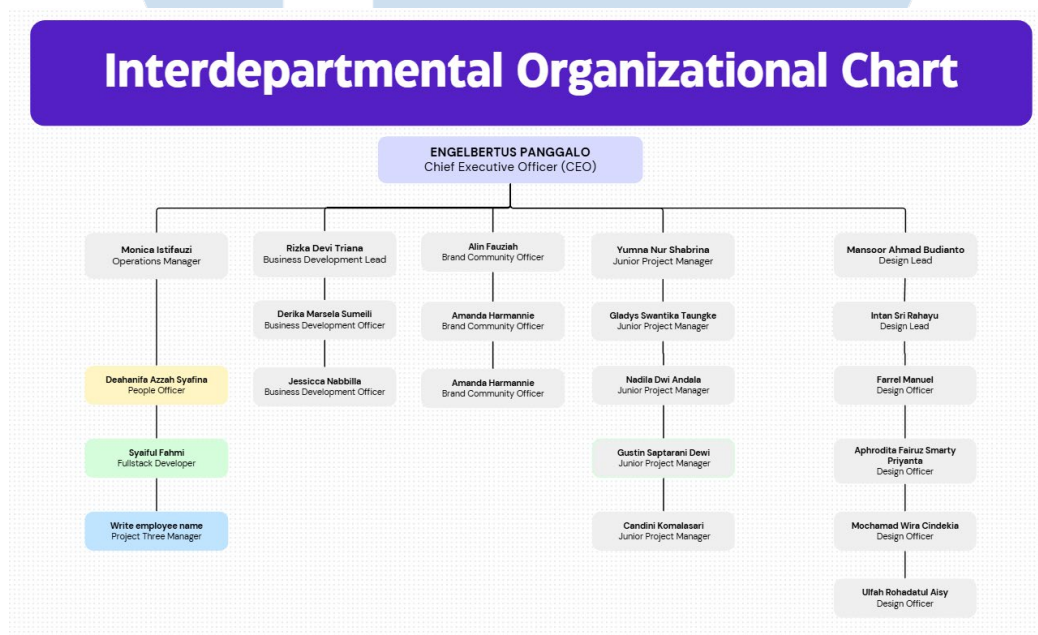 Interdepartmental Organizational Chart
ENGELBERTUS PANGGALO
Chief Executive Officer (CEO)
Monica Istifauzi
Operations Manager
Deahanifa Azzah Syafina
People Officer
Syaiful Fahmi
Fullstack Developer
Write employee name
Project Three Manager
Rizka Devi Triana
Business Development Lead
Derika Marsela Sumeili
Business Development Officer
Jessicca Nabbilla
Business Development Officer
Alin Fauziah
Brand Community Officer
Amanda Harmannie
Brand Community Officer
Amanda Harmannie
Brand Community Officer
Yumna Nur Shabrina
Junior Project Manager
Gladys Swantika Taungke
Junior Project Manager
Nadila Dwi Andala
Junior Project Manager
Gustin Saptarani Dewi
Junior Project Manager
Candini Komalasari
Junior Project Manager
Mansoor Ahmad Budianto
Design Lead
Intan Sri Rahayu
Design Lead
Farrel Manuel
Design Officer
Aphrodita Fairuz Smarty
Priyanta
Design Officer
Mochamad Wira Cindekia
Design Officer
Ulfah Rohadatul Aisy
Design Officer